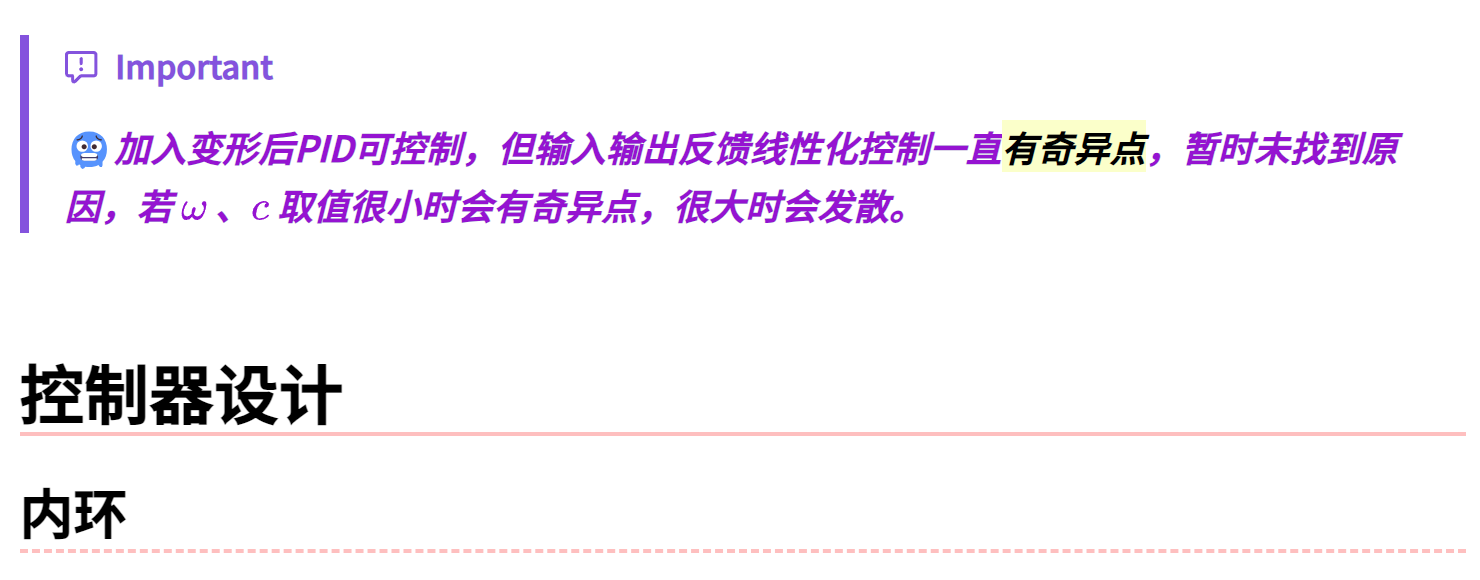 Important
🥶加入变形后PID可控制，但输入输出反馈线性化控制一直有奇异点，暂时未找到原
因，若 ω 、c 取值很小时会有奇异点，很大时会发散。
控制器设计
内环